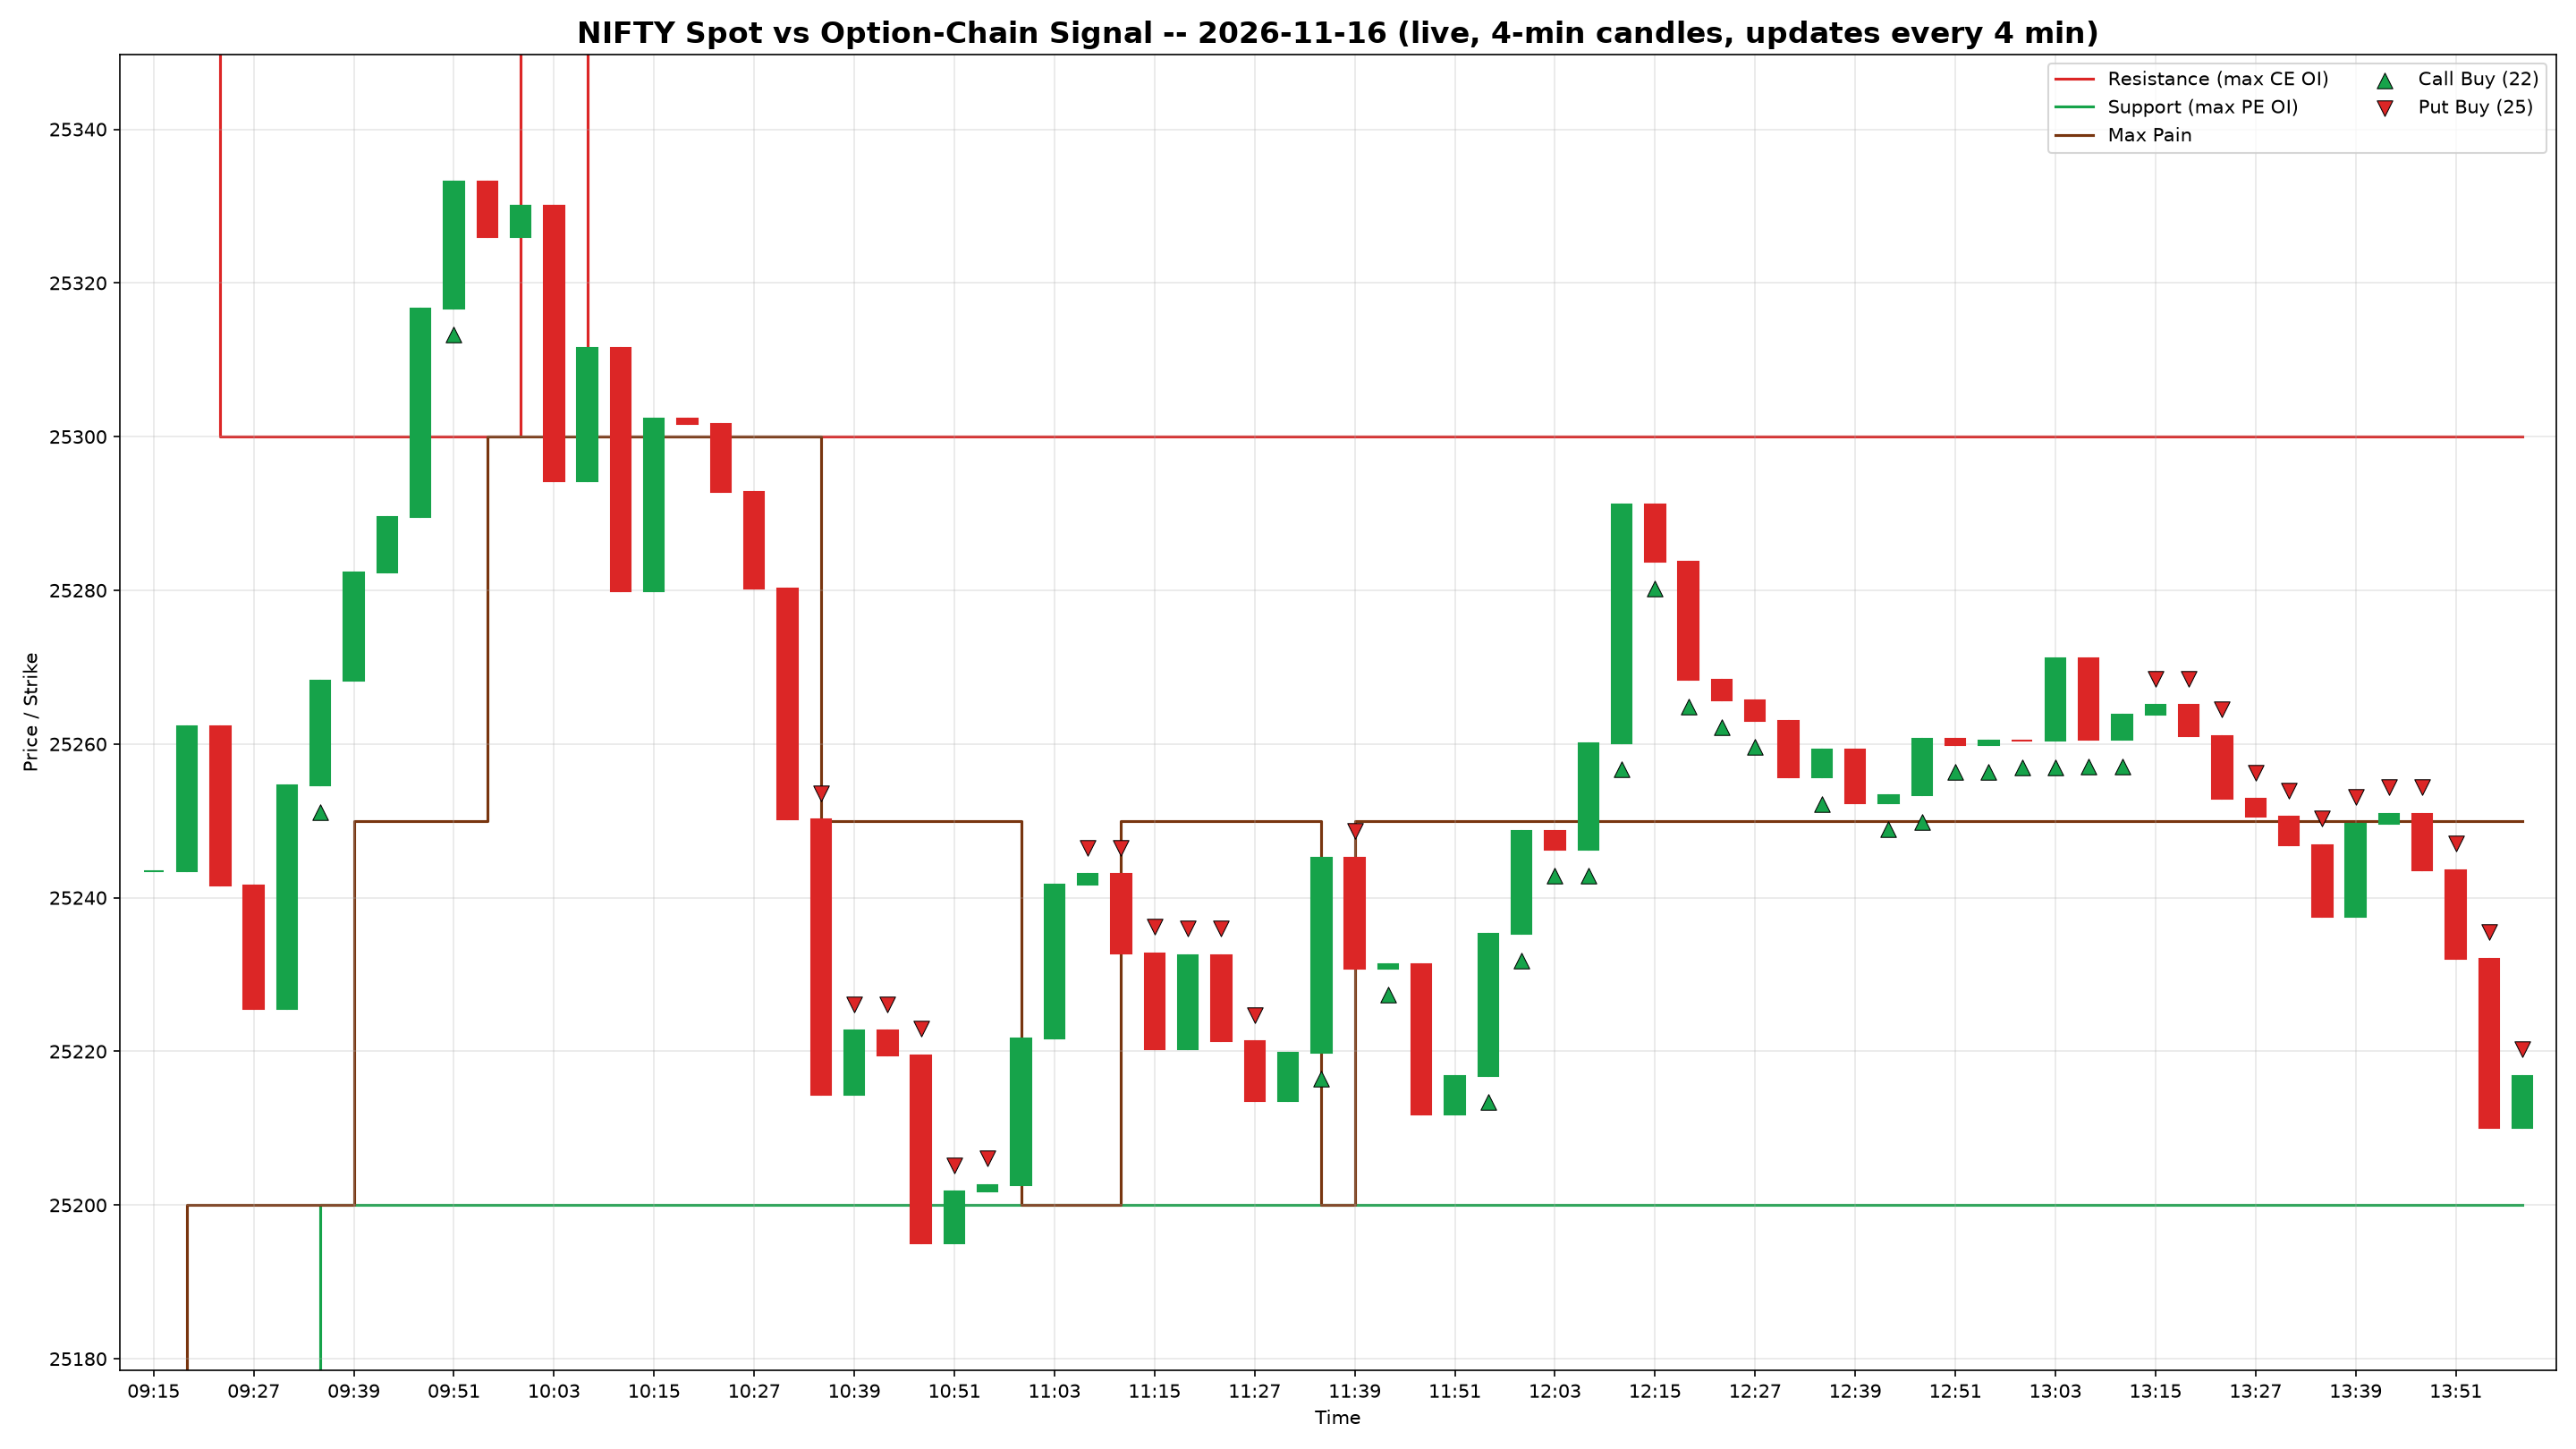 NIFTY Spot vs Option-Chain Signal -- 2026-11-16 (live, 4-min candles, updates every 4 min)
Resistance (max CE OI)
Support (max PE OI)
Max Pain
Call Buy (22)
Put Buy (25)
Price / Strike
25340
25320
25300
25280
25260
25240
25220
25200
25180
09:15 09:27 09:39 09:51 10:03 10:15 10:27 10:39 10:51 11:03 11:15 11:27 11:39 11:51 12:03 12:15 12:27 12:39 12:51 13:03 13:15 13:27 13:39 13:51
Time